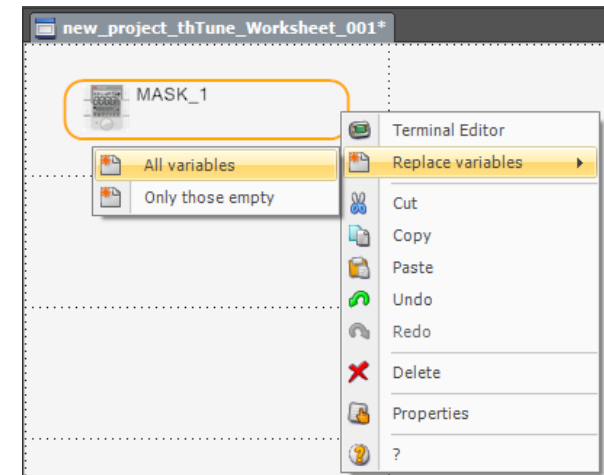 new_project_thTune_Worksheet_001*
MASK_1
Terminal Editor
Replace variables
All variables
Only those empty
Cut
Copy
Paste
Undo
Redo
Delete
Properties
?